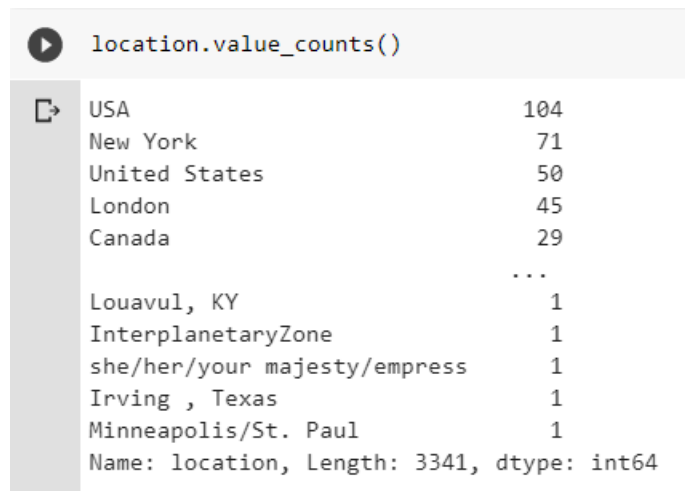 location.value_counts()
USA 104
New York 71
United States 50
London 45
Canada 29
...
Louavul, KY 1
InterplanetaryZone 1
she/her/your majesty/empress 1
Irving , Texas 1
Minneapolis/St. Paul 1
Name: location, Length: 3341, dtype: int64